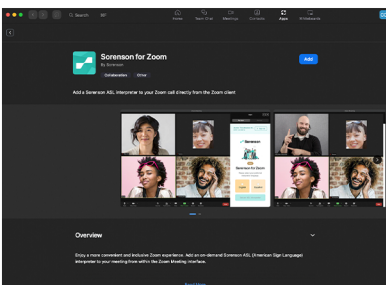 Search
Home
Team Chat
Meetings
Contacts
Apps
Whiteboards
Sorenson for Zoom
By Sorenson
Add
Collaboration
Other
Add a Sorenson ASL interpreter to your Zoom call directly from the Zoom client
Sorenson
Sorenson for Zoom
Overview
Enjoy a more convenient and inclusive Zoom experience. Add an on-demand Sorenson ASL (American Sign Language)
interpreter to your meeting from within the Zoom Meeting interface.